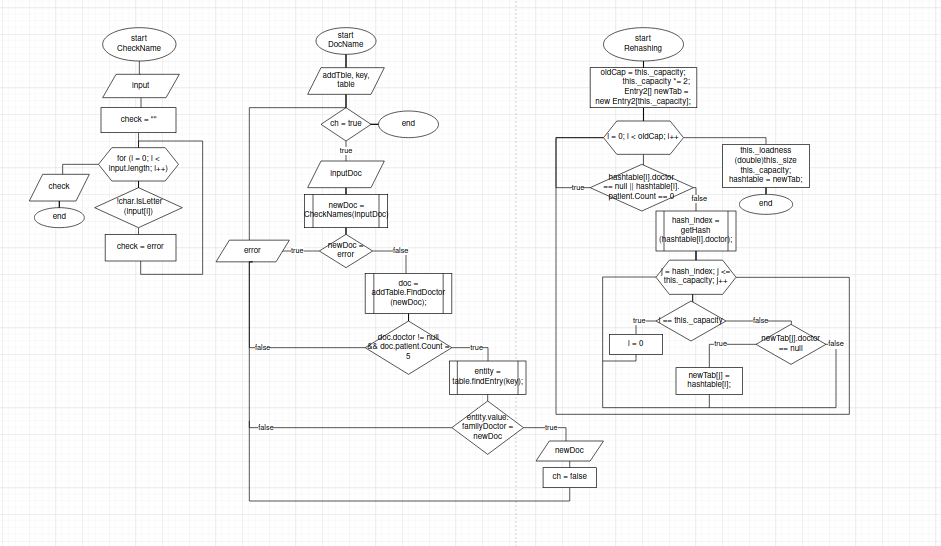 start
CheckName
input
check = ""
for (i = 0; i <
input.length; i++)
check
end
!char.IsLetter
(input[i])
check = error
start
DocName
addTble, key,
table
ch = true
end
true
inputDoc
newDoc =
CheckNames(inputDoc)
error
true
newDoc =
error
false
doc =
addTable.FindDoctor
(newDoc);
false
doc.doctor != null
&& doc.patient.Count =
5
true
entity =
table.findEntry(key);
false
entity.value.
familyDoctor =
newDoc
true
newDoc
ch = false
start
Rehashing
oldCap = this._capacity;
this._capacity *= 2;
Entry2[] newTab =
new Entry2[this._capacity];
i = 0; i < oldCap, i++
this._loadness
(double)this._size
this._capacity;
hashtable = newTab;
end
true
hashtable[i].doctor
== null || hashtable[i].
patient.Count == 0
false
hash_index =
getHash
(hashtable[i].doctor);
j = hash_index; j <=
this._capacity; j++
true
j == this._capacity
false
i = 0
true
newTab[j].doctor
== null
false
newTab[j] =
hashtable[i];